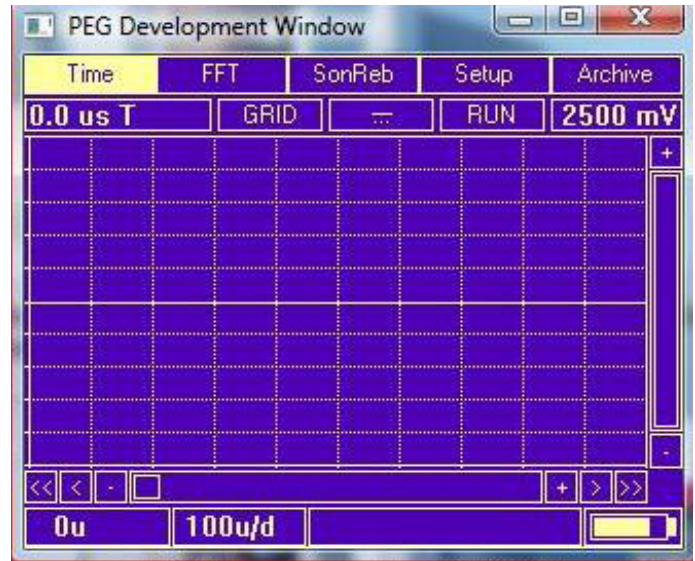 PEG Development Window
Time FFT SonReb Setup Archive
0.0 us T GRID RUN 2500 mV
+
-
<< < - + > >>
0u 100u/d